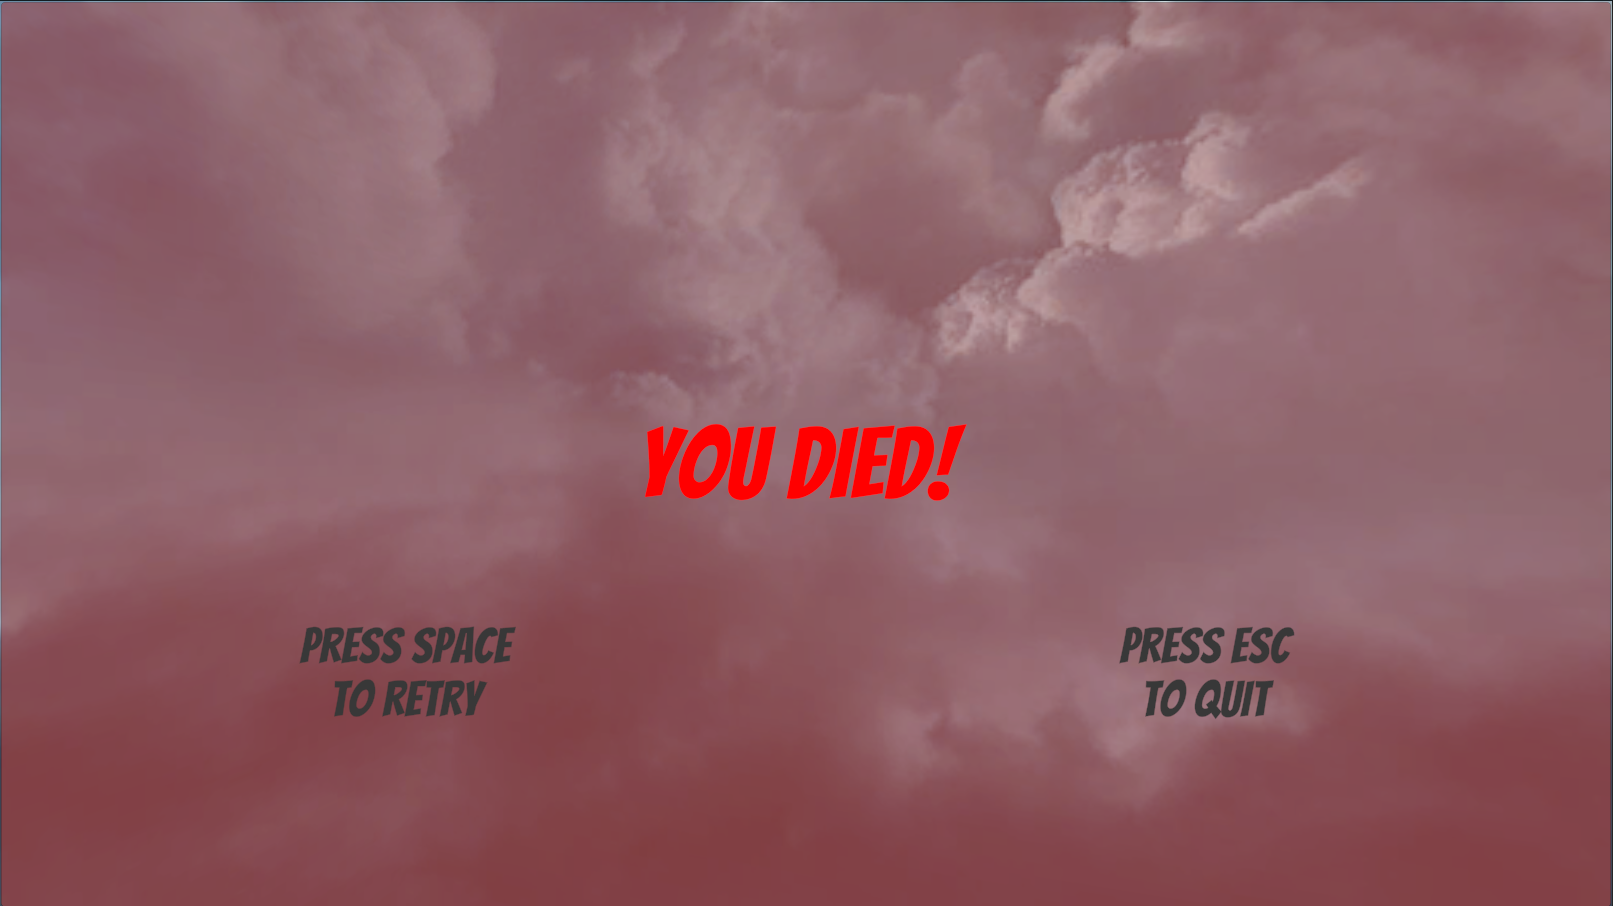 YOU DIED!
PRESS SPACE
TO RETRY
PRESS ESC
TO QUIT